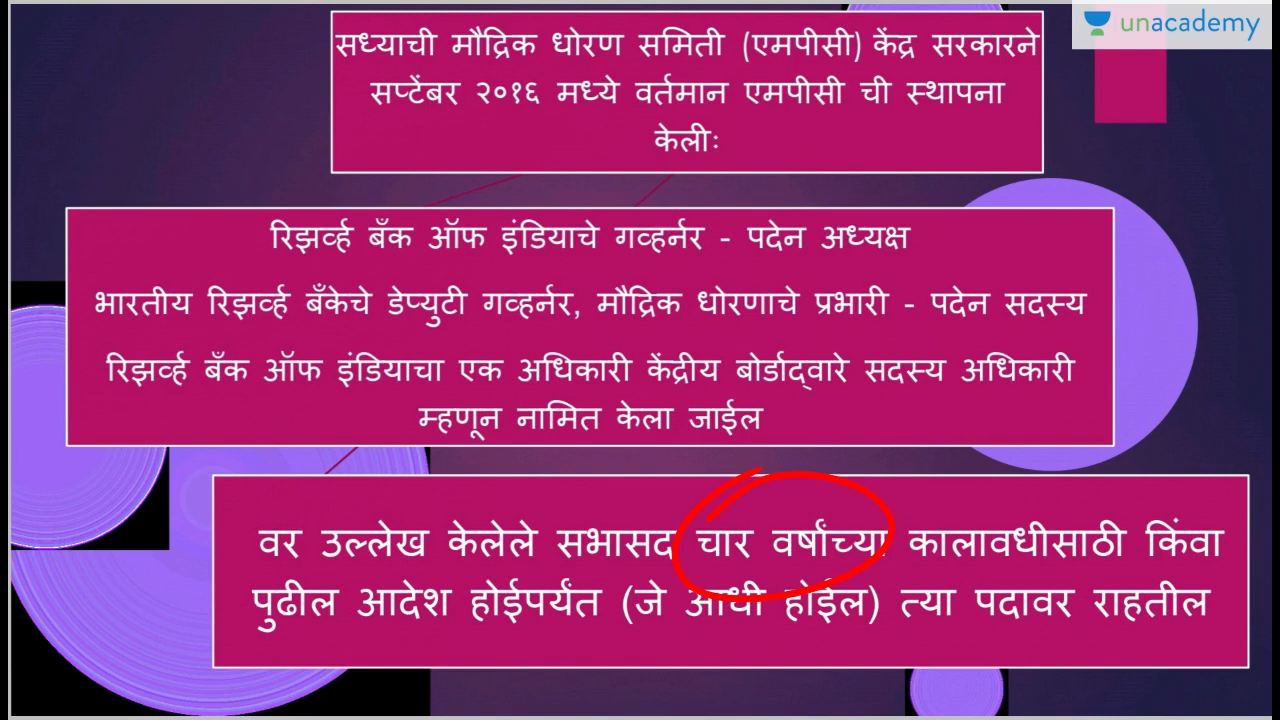 unacademy
सध्याची मौद्रिक धोरण समिती (एमपीसी) केंद्र सरकारने
सप्टेंबर २०१६ मध्ये वर्तमान एमपीसी ची स्थापना
केलीः
रिझर्व्ह बँक ऑफ इंडियाचे गव्हर्नर - पदेन अध्यक्ष
भारतीय रिझर्व्ह बँकेचे डेप्युटी गव्हर्नर, मौद्रिक धोरणाचे प्रभारी - पदेन सदस्य
रिझर्व्ह बँक ऑफ इंडियाचा एक अधिकारी केंद्रीय बोर्डाद्वारे सदस्य अधिकारी
म्हणून नामित केला जाईल
वर उल्लेख केलेले सभासद चार वर्षांच्या कालावधीसाठी किंवा
पुढील आदेश होईपर्यंत (जे आधी होईल) त्या पदावर राहतील